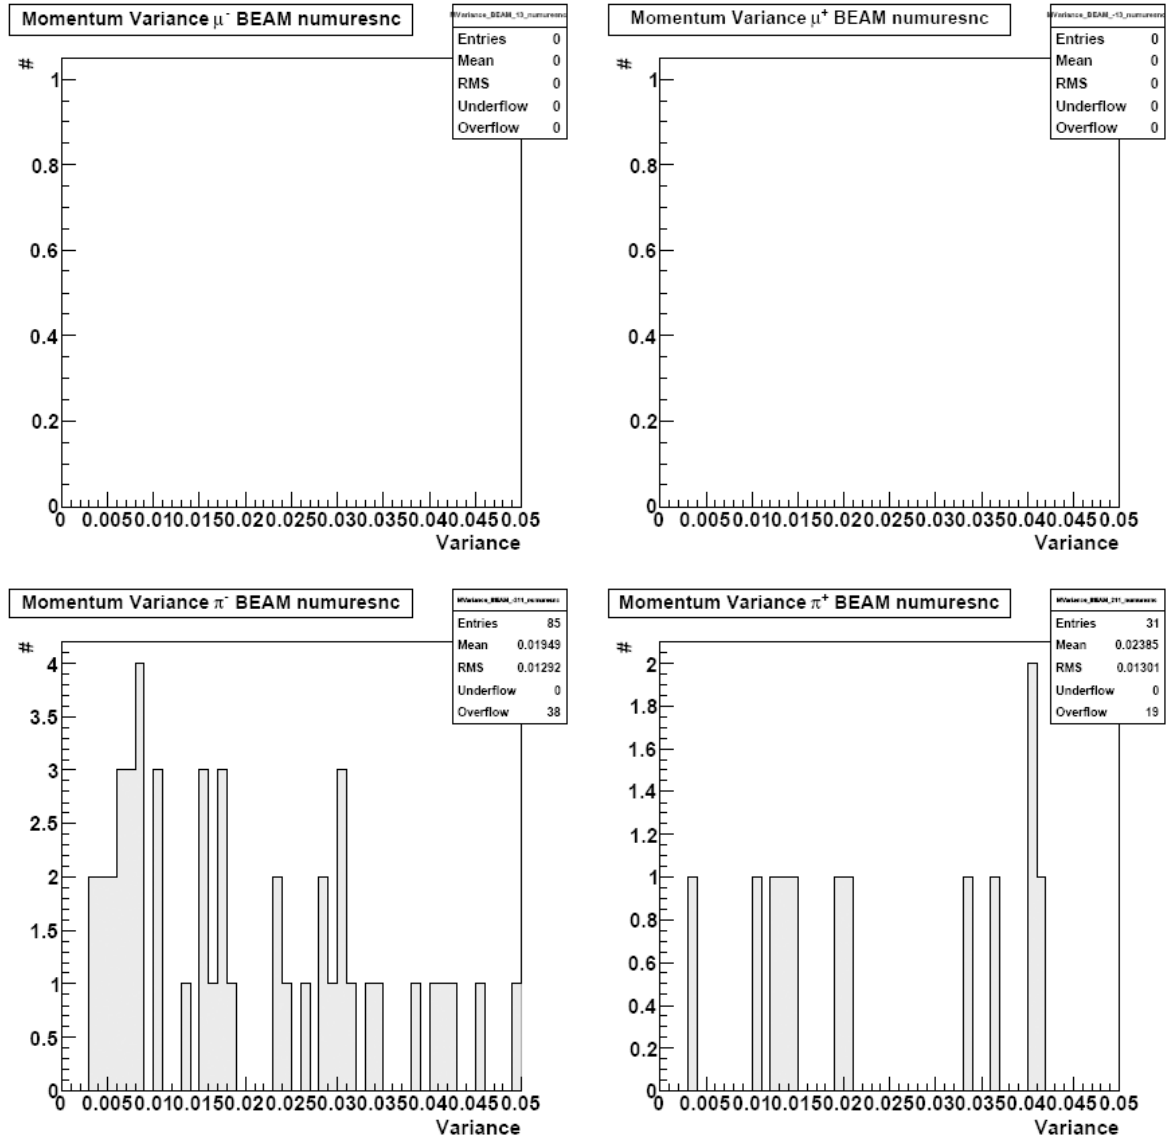 Momentum Variance μ⁻ BEAM numuresnc
MVariance_BEAM_13_numuresnc
Entries 0
Mean 0
RMS 0
Underflow 0
Overflow 0
#
1
0.8
0.6
0.4
0.2
0
0 0.005 0.01 0.015 0.02 0.025 0.03 0.035 0.04 0.045 0.05
Variance
Momentum Variance μ⁺ BEAM numuresnc
MVariance_BEAM_-13_numuresnc
Entries 0
Mean 0
RMS 0
Underflow 0
Overflow 0
#
1
0.8
0.6
0.4
0.2
0
0 0.005 0.01 0.015 0.02 0.025 0.03 0.035 0.04 0.045 0.05
Variance
Momentum Variance π⁻ BEAM numuresnc
MVariance_BEAM_-211_numuresnc
Entries 85
Mean 0.01949
RMS 0.01292
Underflow 0
Overflow 38
#
4
3.5
3
2.5
2
1.5
1
0.5
0
0 0.005 0.01 0.015 0.02 0.025 0.03 0.035 0.04 0.045 0.05
Variance
Momentum Variance π⁺ BEAM numuresnc
MVariance_BEAM_211_numuresnc
Entries 31
Mean 0.02385
RMS 0.01301
Underflow 0
Overflow 19
#
2
1.8
1.6
1.4
1.2
1
0.8
0.6
0.4
0.2
0
0 0.005 0.01 0.015 0.02 0.025 0.03 0.035 0.04 0.045 0.05
Variance